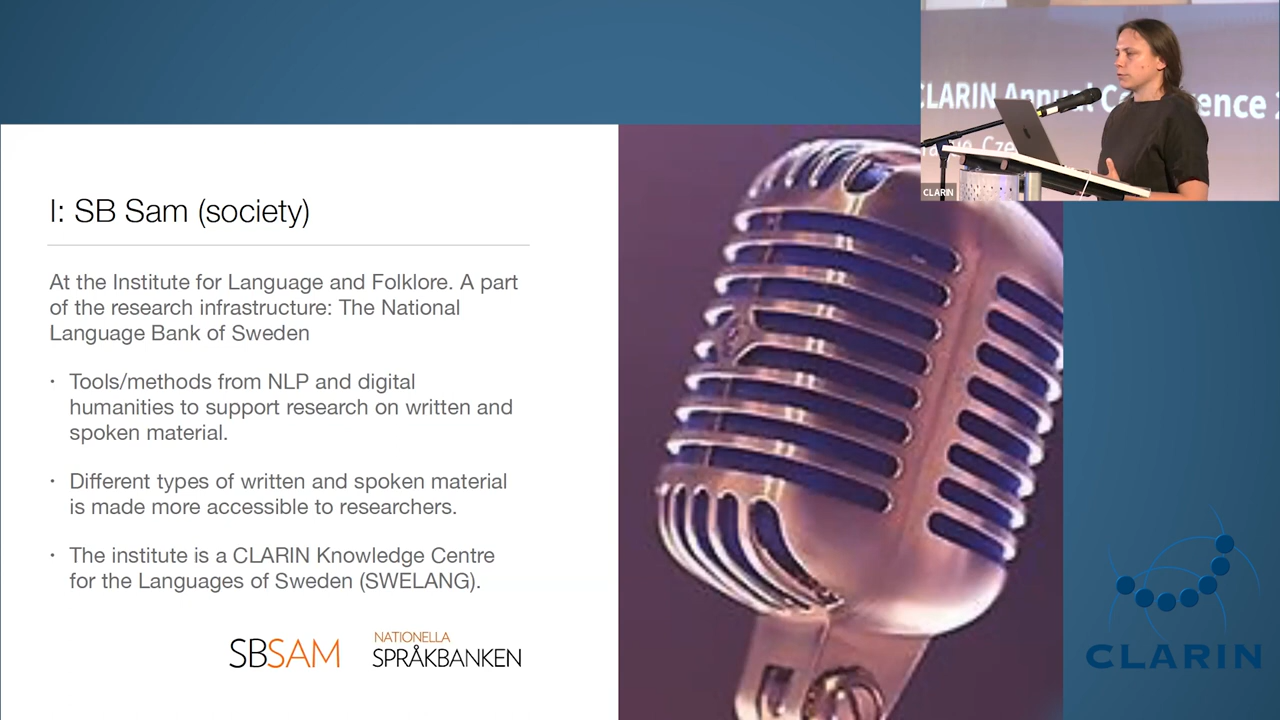 CLARIN Annual Conference
CLARIN
I: SB Sam (society)
At the Institute for Language and Folklore. A part
of the research infrastructure: The National
Language Bank of Sweden
· Tools/methods from NLP and digital
humanities to support research on written and
spoken material.
· Different types of written and spoken material
is made more accessible to researchers.
· The institute is a CLARIN Knowledge Centre
for the Languages of Sweden (SWELANG).
SBSAM
NATIONELLA
SPRÅKBANKEN
CLARIN